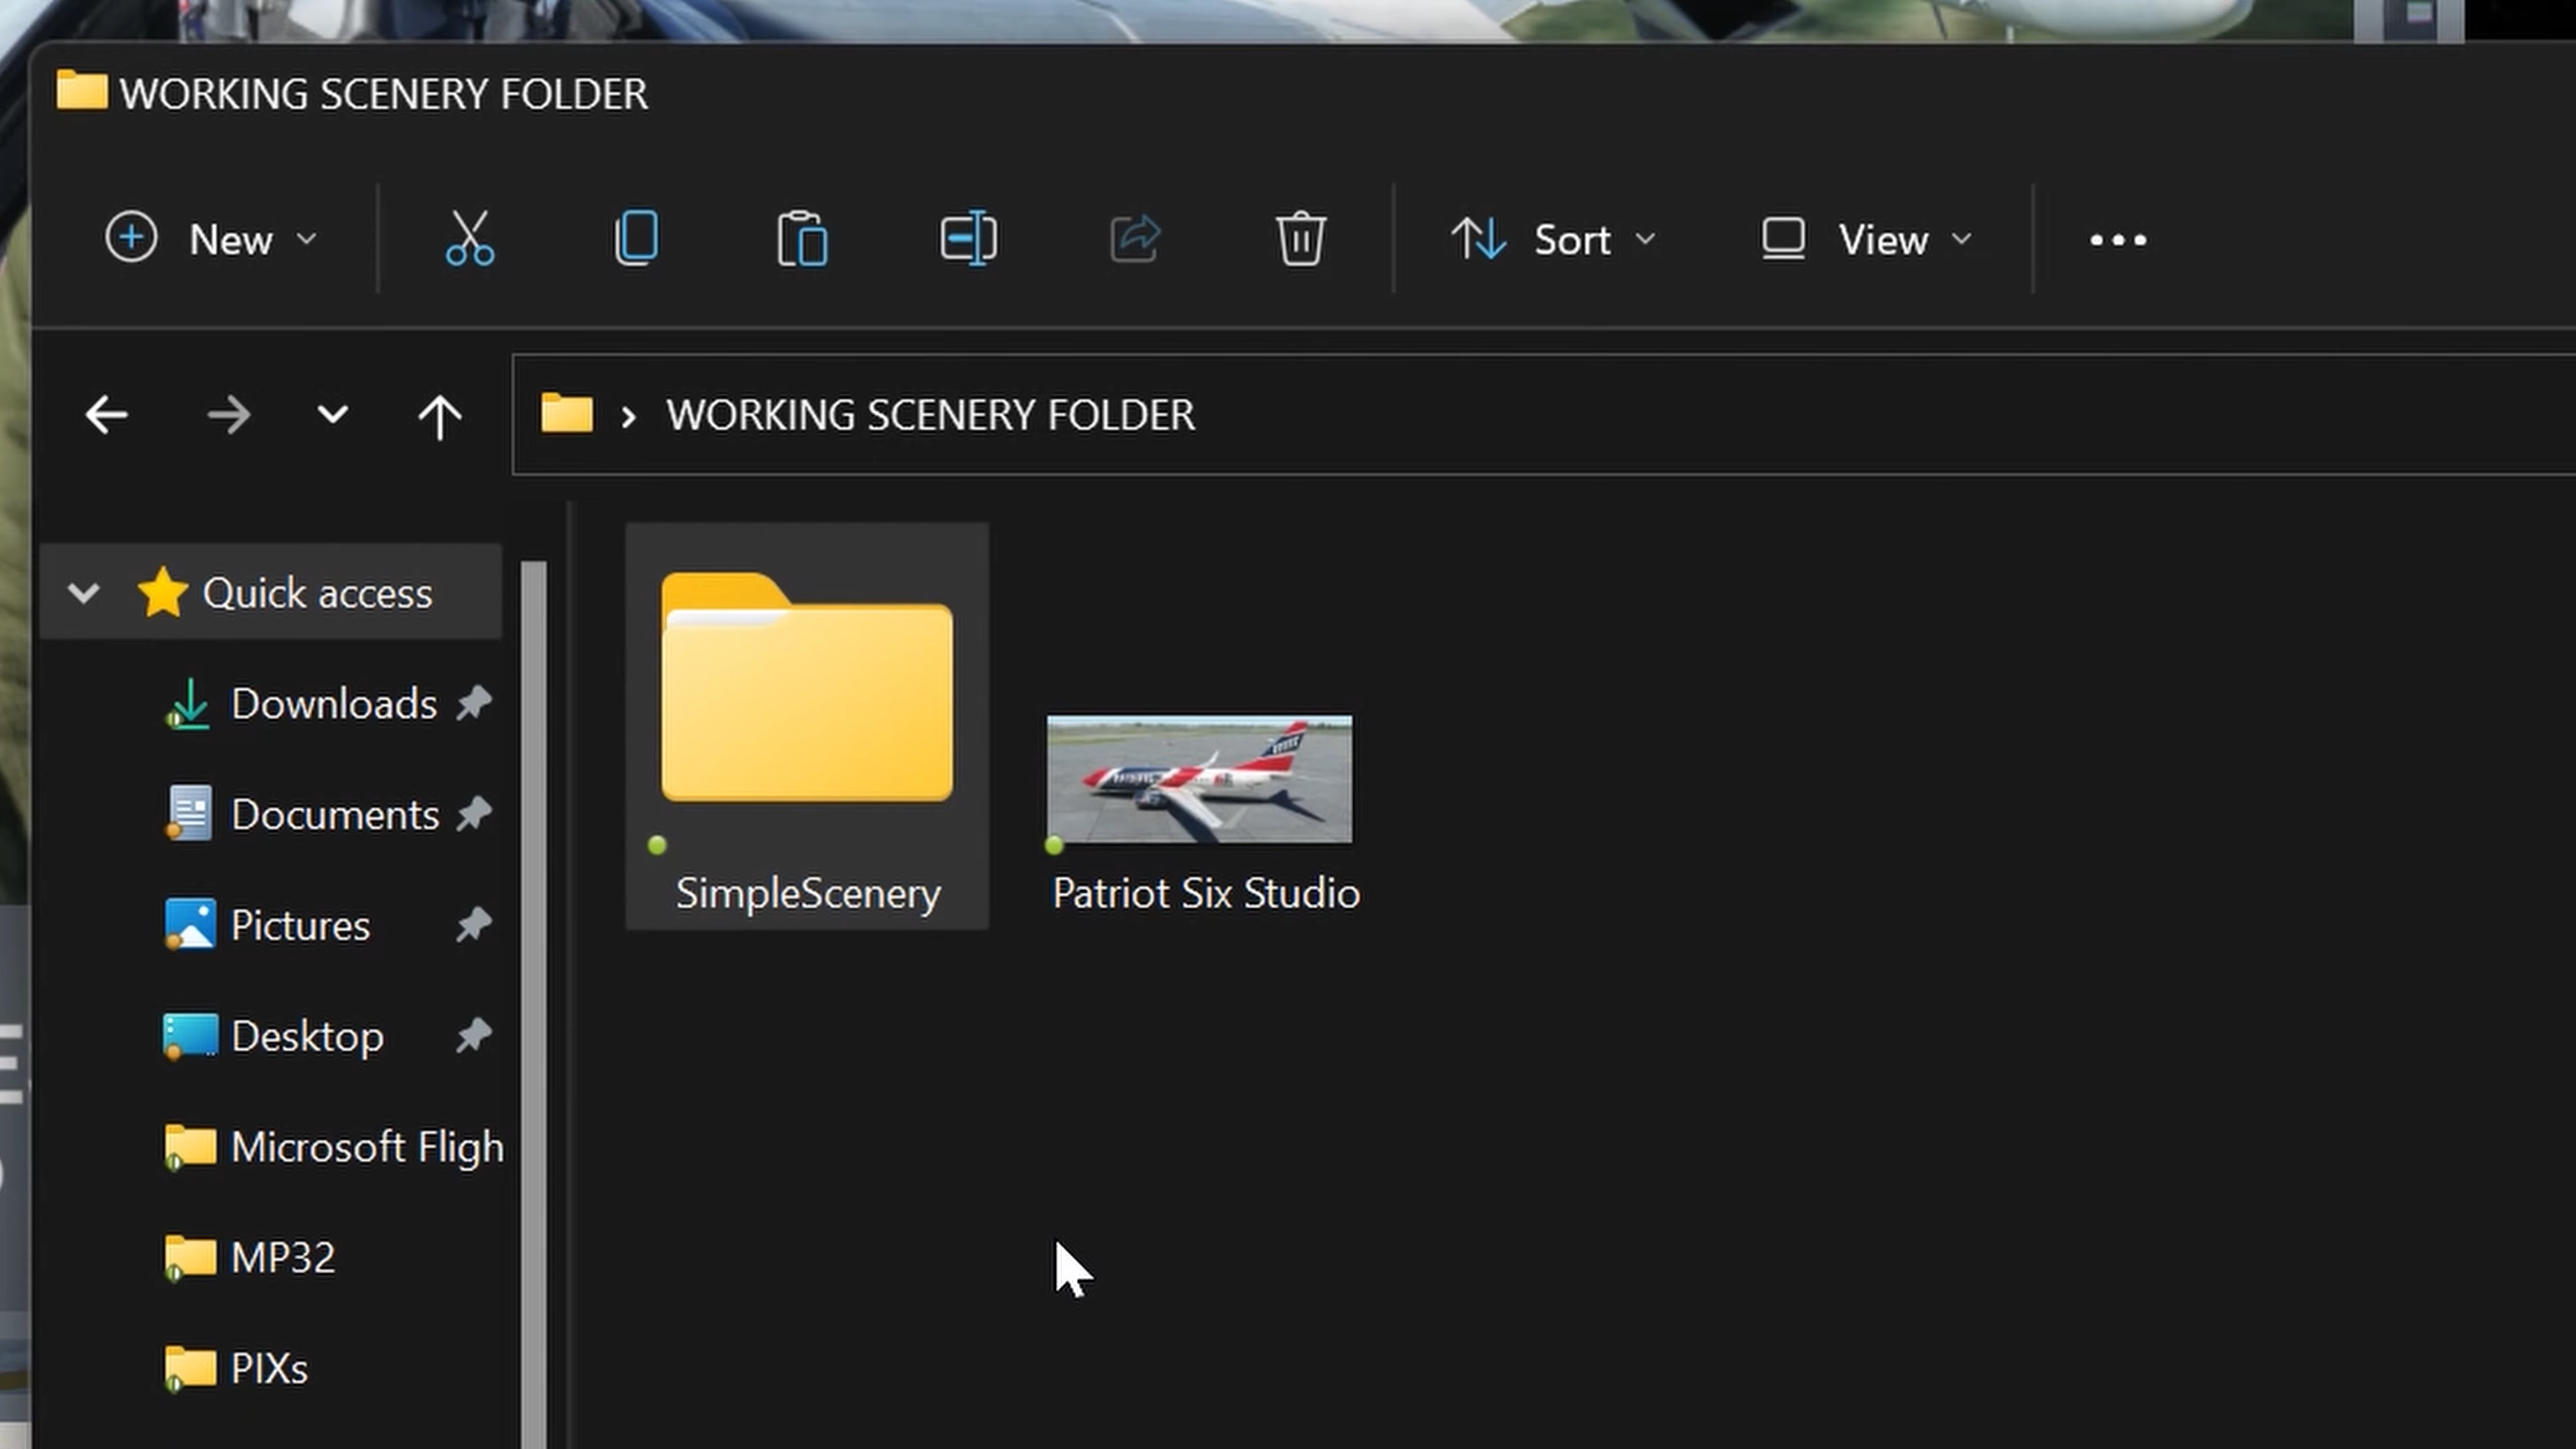 WORKING SCENERY FOLDER
New
Sort
View
WORKING SCENERY FOLDER
Quick access
Downloads
Documents
Pictures
Desktop
Microsoft Fligh
MP32
PIXs
SimpleScenery
Patriot Six Studio